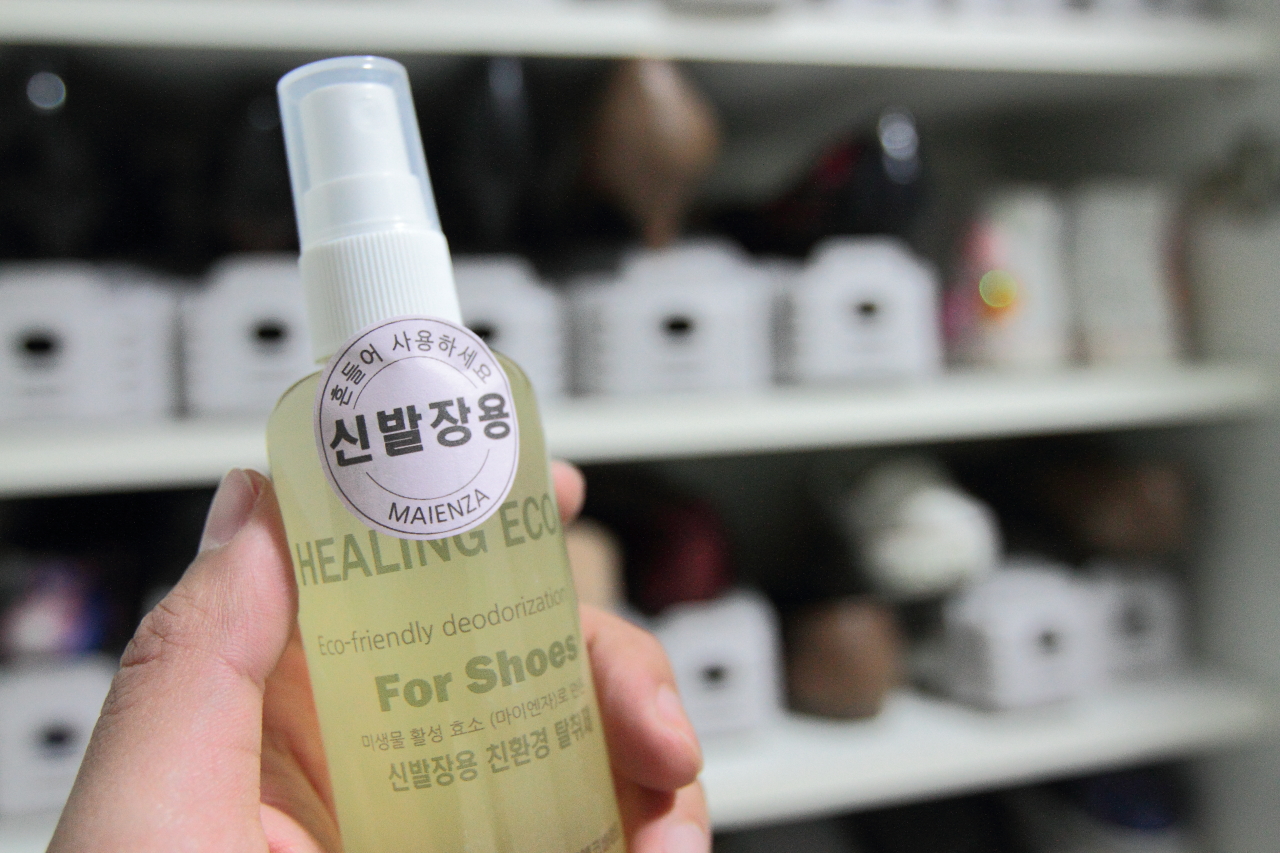 흔들어 사용하세요
신발장용
MAIENZA
HEALING ECO
Eco-friendly deodorization
For Shoes
미생물 활성 효소 (마이엔자)로
신발장용 친환경 탈취제